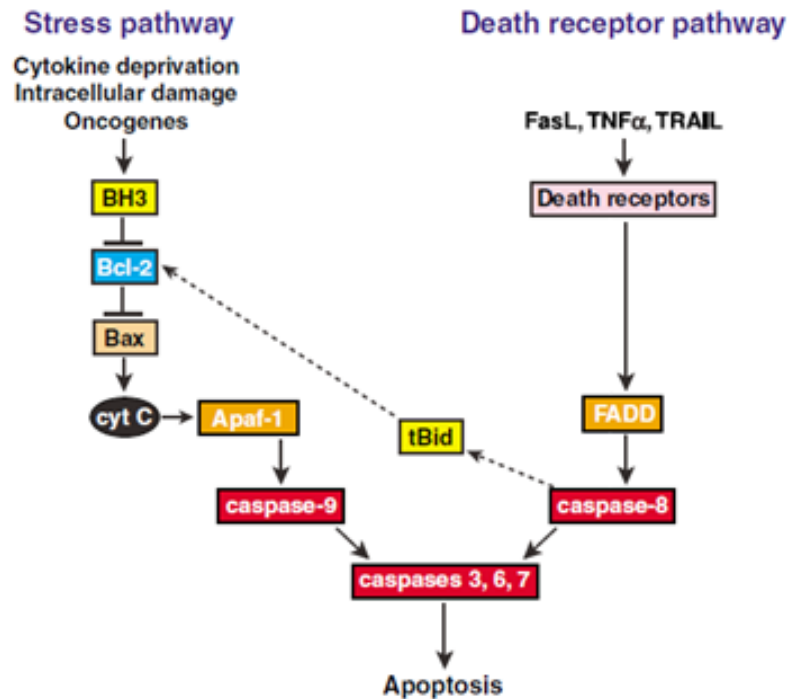 Stress pathway
Death receptor pathway
Cytokine deprivation
Intracellular damage
Oncogenes
FasL, TNFα, TRAIL
BH3
Death receptors
Bcl-2
Bax
cyt C
Apaf-1
tBid
FADD
caspase-9
caspase-8
caspases 3, 6, 7
Apoptosis